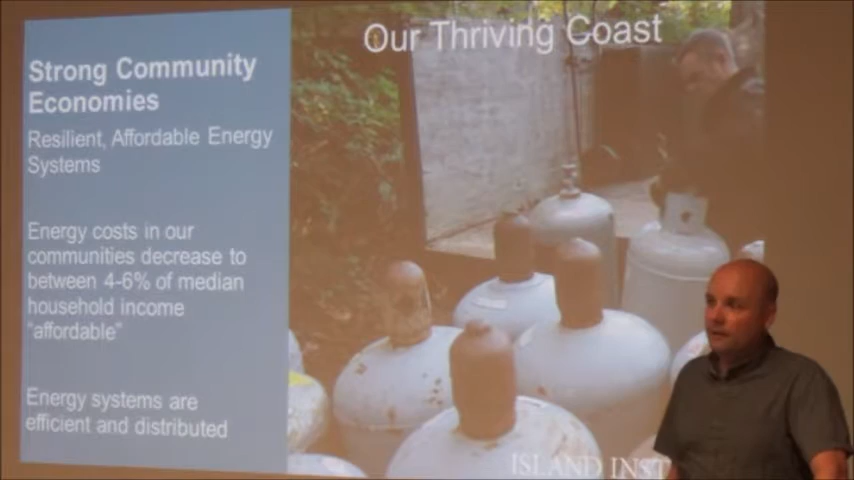 Our Thriving Coast
Strong Community
Economies
Resilient, Affordable Energy
Systems
Energy costs in our
communities decrease to
between 4-6% of median
household income
"affordable"
Energy systems are
efficient and distributed
ISLAND INST